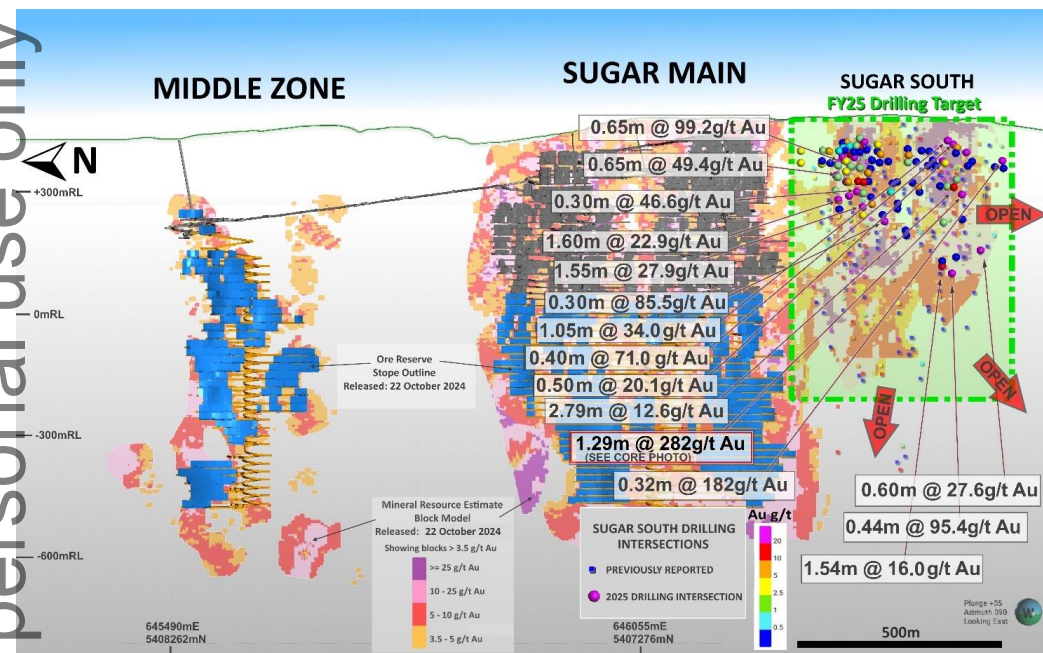 personal use only
MIDDLE ZONE
SUGAR MAIN
SUGAR SOUTH
FY25 Drilling Target
N
+300mRL
0mRL
-300mRL
-600mRL
0.65m @ 99.2g/t Au
0.65m @ 49.4g/t Au
0.30m @ 46.6g/t Au
1.60m @ 22.9g/t Au
1.55m @ 27.9g/t Au
0.30m @ 85.5g/t Au
1.05m @ 34.0g/t Au
0.40m @ 71.0 g/t Au
0.50m @ 20.1g/t Au
2.79m @ 12.6g/t Au
1.29m @ 282g/t Au
(SEE CORE PHOTO)
0.32m @ 182g/t Au
OPEN
OPEN
OPEN
0.60m @ 27.6g/t Au
0.44m @ 95.4g/t Au
1.54m @ 16.0g/t Au
Ore Reserve
Stope Outline
Released: 22 October 2024
Mineral Resource Estimate
Block Model
Released: 22 October 2024
Showing blocks > 3.5 g/t Au
>= 25 g/t Au
10 - 25 g/t Au
5 - 10 g/t Au
3.5 - 5 g/t Au
SUGAR SOUTH DRILLING
INTERSECTIONS
PREVIOUSLY REPORTED
2025 DRILLING INTERSECTION
Au g/t
20
10
5
2.5
1
0.5
Plunge +05
Azimuth 090
Looking East
W
500m
645490mE
5408262mN
646055mE
5407276mN